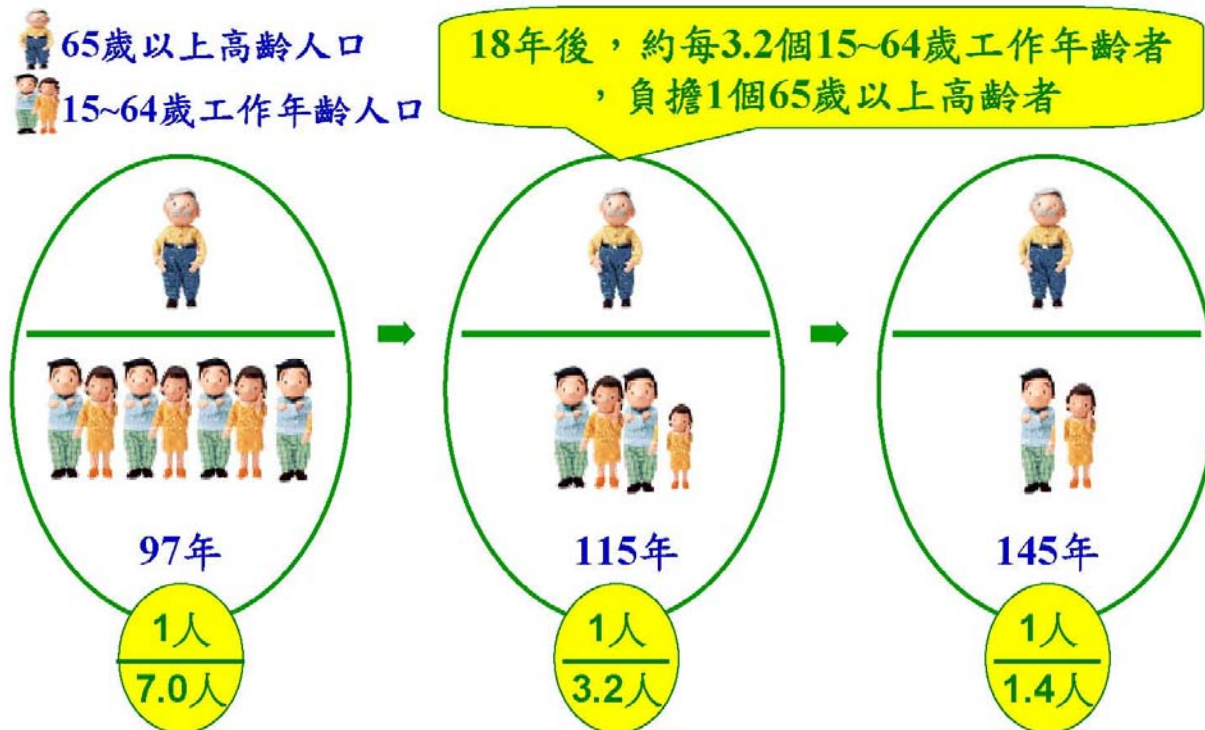 65歲以上高齡人口
15~64歲工作年齡人口
18年後，約每3.2個15~64歲工作年齡者
，負擔1個65歲以上高齡者
97年
115年
145年
1人
7.0人
1人
3.2人
1人
1.4人